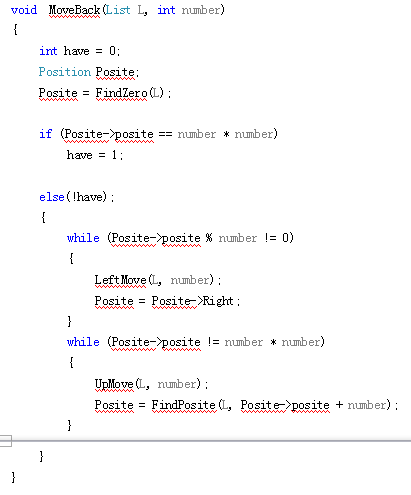 void MoveBack(List L, int number)
{
int have = 0;
Position Posite;
Posite = FindZero(L);
if (Posite->posite == number * number)
have = 1;
else(!have);
{
while (Posite->posite % number != 0)
{
LeftMove(L, number);
Posite = Posite->Right;
}
while (Posite->posite != number * number)
{
UpMove(L, number);
Posite = FindPosite(L, Posite->posite + number);
}
}
}